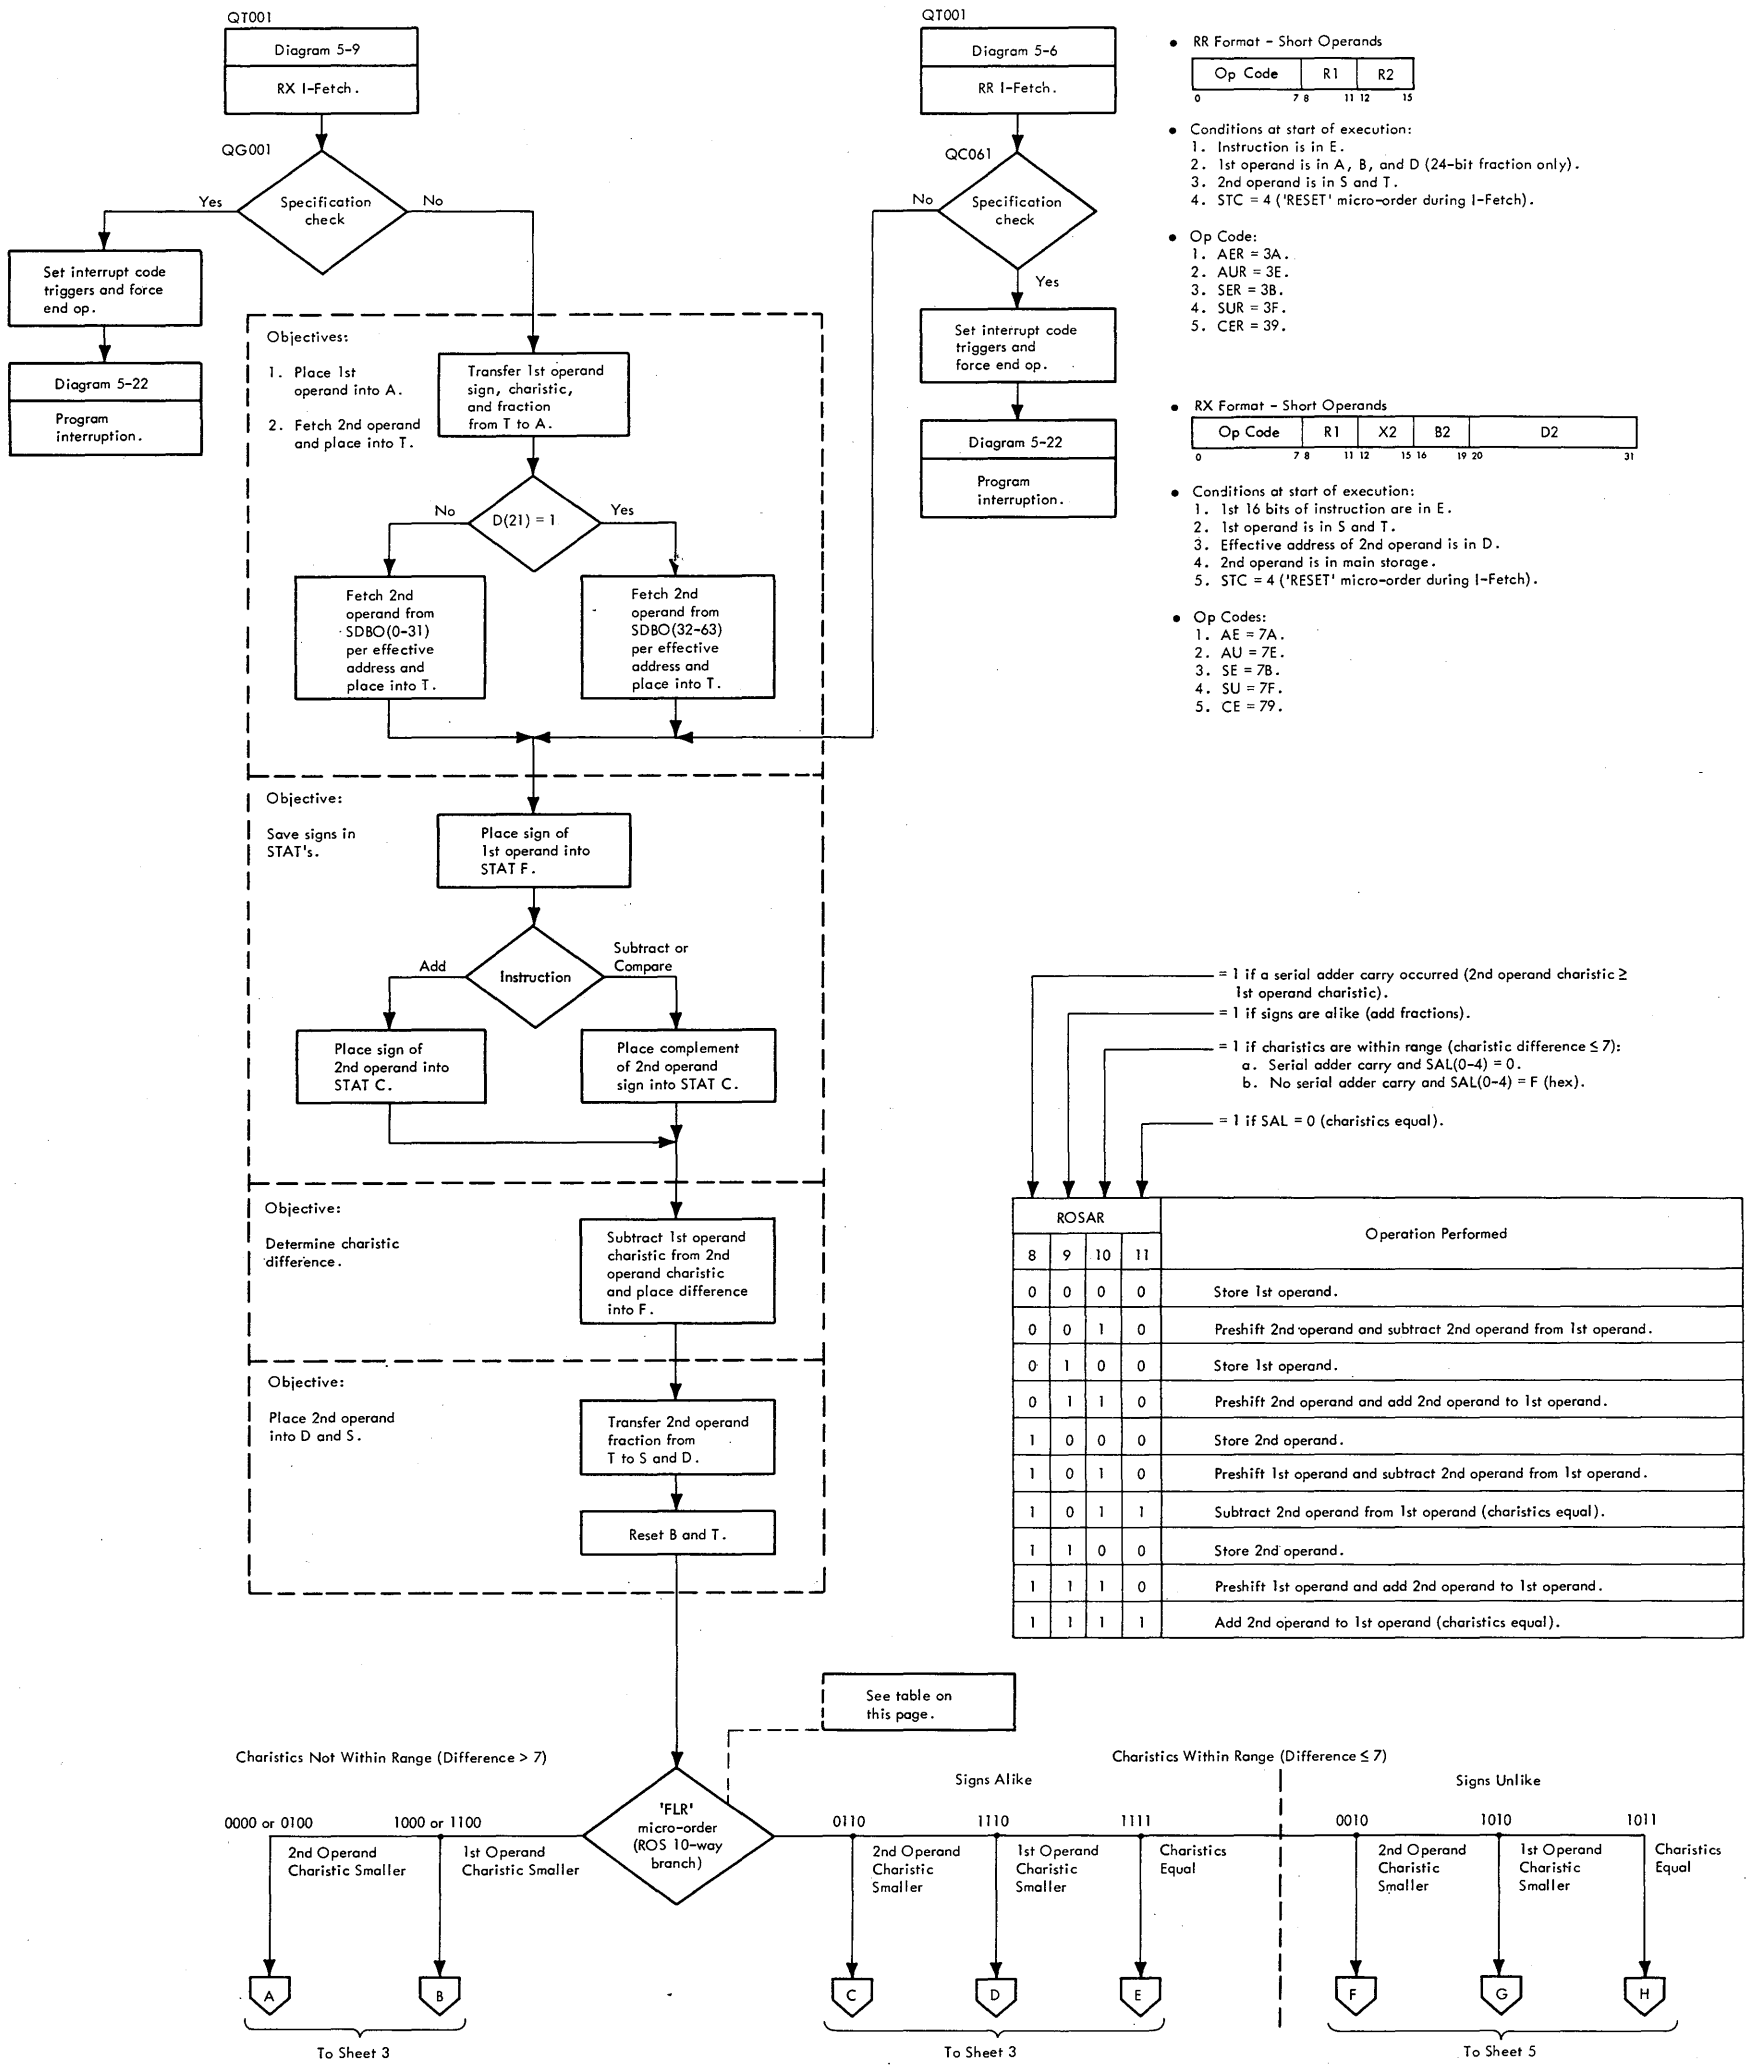 QT001
Diagram 5-9
RX I-Fetch.
QG001
Specification
check
Yes
No
Set interrupt code
triggers and force
end op.
Diagram 5-22
Program
interruption.
Objectives:
1. Place 1st
operand into A.
2. Fetch 2nd operand
and place into T.
Transfer 1st operand
sign, charistic,
and fraction
from T to A.
D(21) = 1
No
Yes
Fetch 2nd
operand from
SDBO(0-31)
per effective
address and
place into T.
Fetch 2nd
operand from
SDBO(32-63)
per effective
address and
place into T.
QT001
Diagram 5-6
RR I-Fetch.
QC061
Specification
check
No
Yes
Set interrupt code
triggers and
force end op.
Diagram 5-22
Program
interruption.
• RR Format - Short Operands
Op Code R1 R2
0 7 8 11 12 15
• Conditions at start of execution:
1. Instruction is in E.
2. 1st operand is in A, B, and D (24-bit fraction only).
3. 2nd operand is in S and T.
4. STC = 4 ('RESET' micro-order during I-Fetch).
• Op Code:
1. AER = 3A.
2. AUR = 3E.
3. SER = 3B.
4. SUR = 3F.
5. CER = 39.
• RX Format - Short Operands
Op Code R1 X2 B2 D2
0 7 8 11 12 15 16 19 20 31
• Conditions at start of execution:
1. 1st 16 bits of instruction are in E.
2. 1st operand is in S and T.
3. Effective address of 2nd operand is in D.
4. 2nd operand is in main storage.
5. STC = 4 ('RESET' micro-order during I-Fetch).
• Op Codes:
1. AE = 7A.
2. AU = 7E.
3. SE = 7B.
4. SU = 7F.
5. CE = 79.
Objective:
Save signs in
STAT's.
Place sign of
1st operand into
STAT F.
Instruction
Add
Subtract or
Compare
Place sign of
2nd operand into
STAT C.
Place complement
of 2nd operand
sign into STAT C.
Objective:
Determine charistic
difference.
Subtract 1st operand
charistic from 2nd
operand charistic
and place difference
into F.
Objective:
Place 2nd operand
into D and S.
Transfer 2nd operand
fraction from
T to S and D.
Reset B and T.
= 1 if a serial adder carry occurred (2nd operand charistic ≥
1st operand charistic).
= 1 if signs are alike (add fractions).
= 1 if charistics are within range (charistic difference ≤ 7):
a. Serial adder carry and SAL(0-4) = 0.
b. No serial adder carry and SAL(0-4) = F (hex).
= 1 if SAL = 0 (charistics equal).
ROSAR Operation Performed
8 9 10 11
0 0 0 0 Store 1st operand.
0 0 1 0 Preshift 2nd operand and subtract 2nd operand from 1st operand.
0 1 0 0 Store 1st operand.
0 1 1 0 Preshift 2nd operand and add 2nd operand to 1st operand.
1 0 0 0 Store 2nd operand.
1 0 1 0 Preshift 1st operand and subtract 2nd operand from 1st operand.
1 0 1 1 Subtract 2nd operand from 1st operand (charistics equal).
1 1 0 0 Store 2nd operand.
1 1 1 0 Preshift 1st operand and add 2nd operand to 1st operand.
1 1 1 1 Add 2nd operand to 1st operand (charistics equal).
See table on
this page.
'FLR'
micro-order
(ROS 10-way
branch)
Charistics Not Within Range (Difference > 7)
0000 or 0100
2nd Operand
Charistic Smaller
1000 or 1100
1st Operand
Charistic Smaller
A
B
To Sheet 3
Charistics Within Range (Difference ≤ 7)
Signs Alike
0110
2nd Operand
Charistic
Smaller
1110
1st Operand
Charistic
Smaller
1111
Charistics
Equal
C
D
E
To Sheet 3
Signs Unlike
0010
2nd Operand
Charistic
Smaller
1010
1st Operand
Charistic
Smaller
1011
Charistics
Equal
F
G
H
To Sheet 5